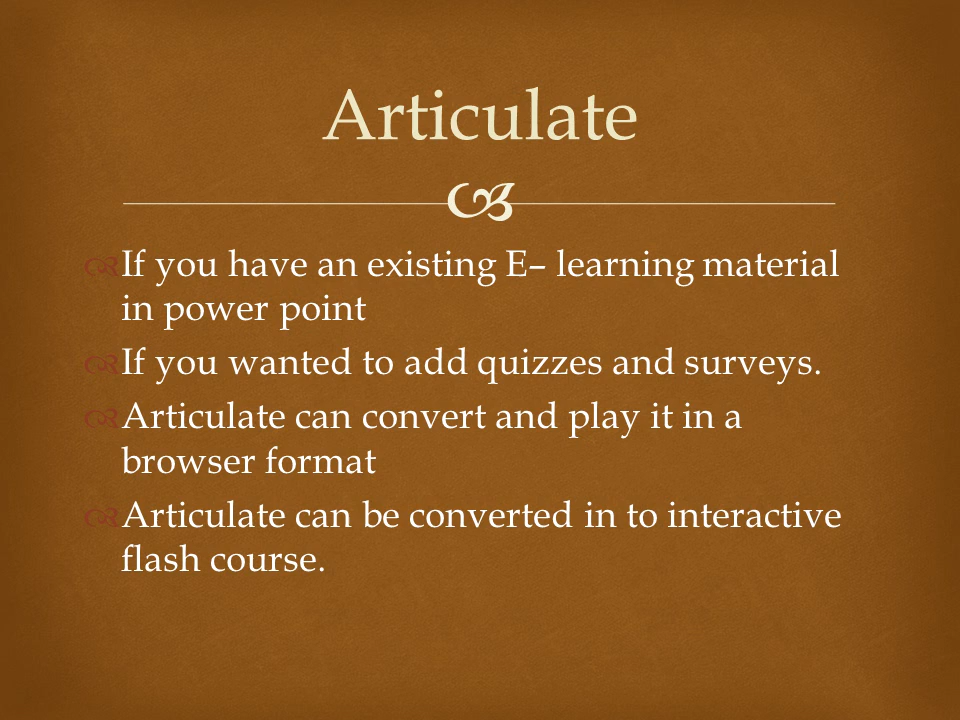 Articulate
If you have an existing E– learning material
in power point
If you wanted to add quizzes and surveys.
Articulate can convert and play it in a
browser format
Articulate can be converted in to interactive
flash course.